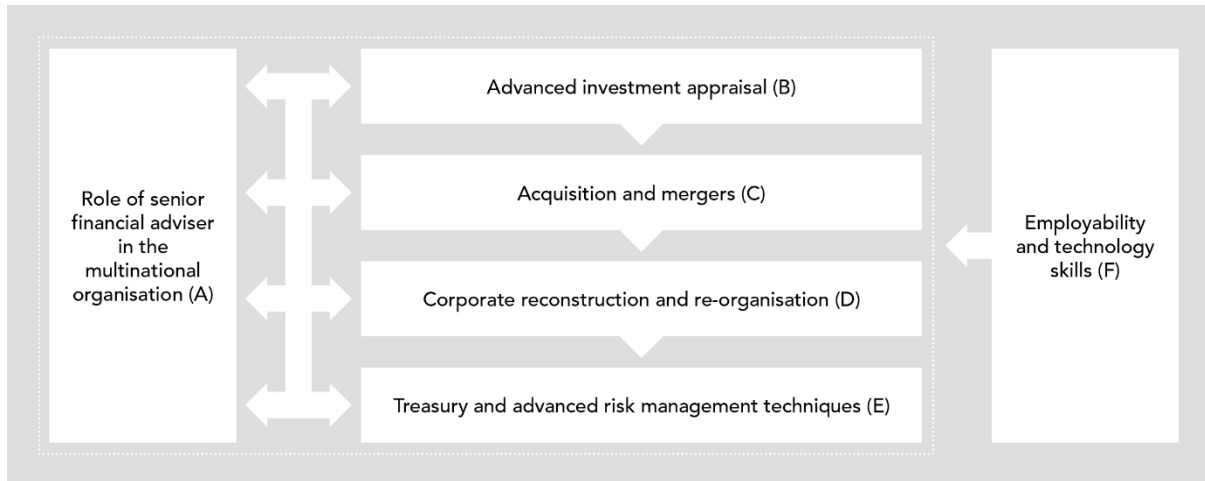 Role of senior
financial adviser
in the
multinational
organisation (A)
Advanced investment appraisal (B)
Acquisition and mergers (C)
Corporate reconstruction and re-organisation (D)
Treasury and advanced risk management techniques (E)
Employability
and technology
skills (F)